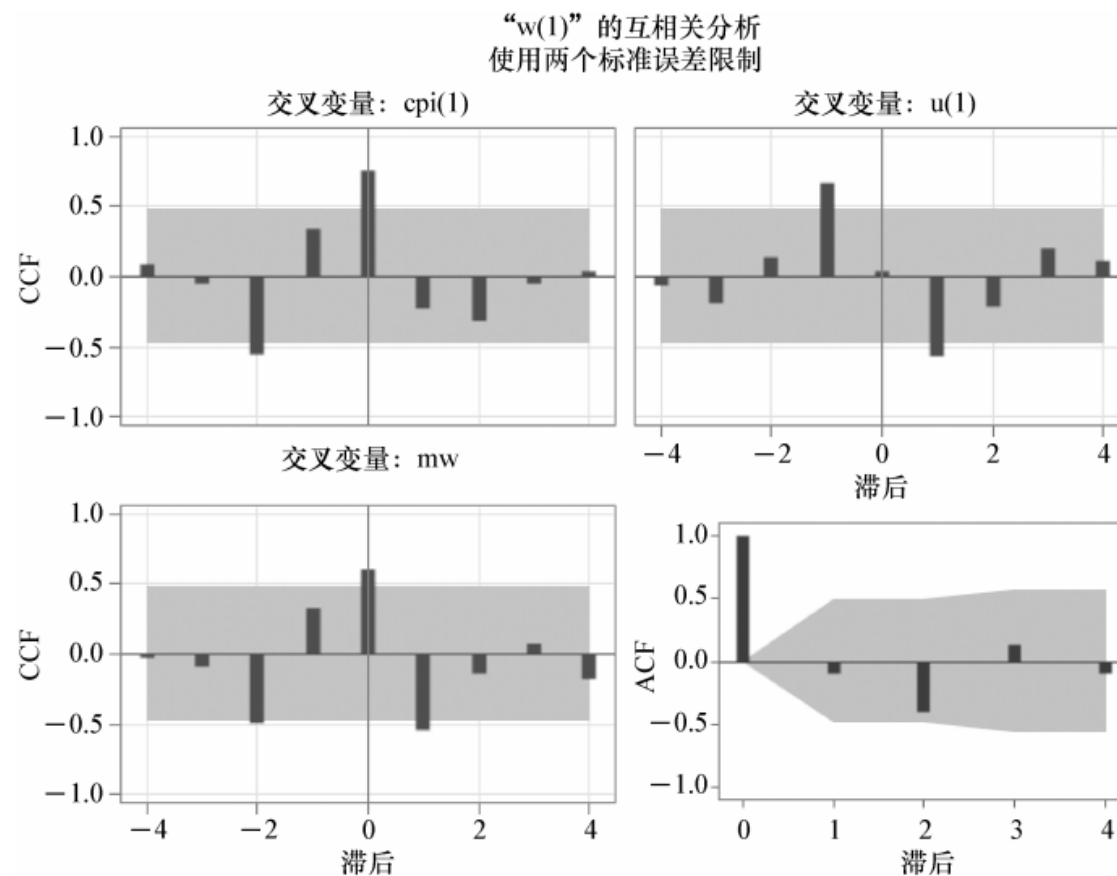 “w(1)”的互相关分析
使用两个标准误差限制
交叉变量：cpi(1)
1.0
0.5
0.0
−0.5
−1.0
CCF
交叉变量：u(1)
−4 −2 0 2 4
滞后
交叉变量：mw
1.0
0.5
0.0
−0.5
−1.0
CCF
−4 −2 0 2 4
滞后
1.0
0.5
0.0
−0.5
−1.0
ACF
0 1 2 3 4
滞后